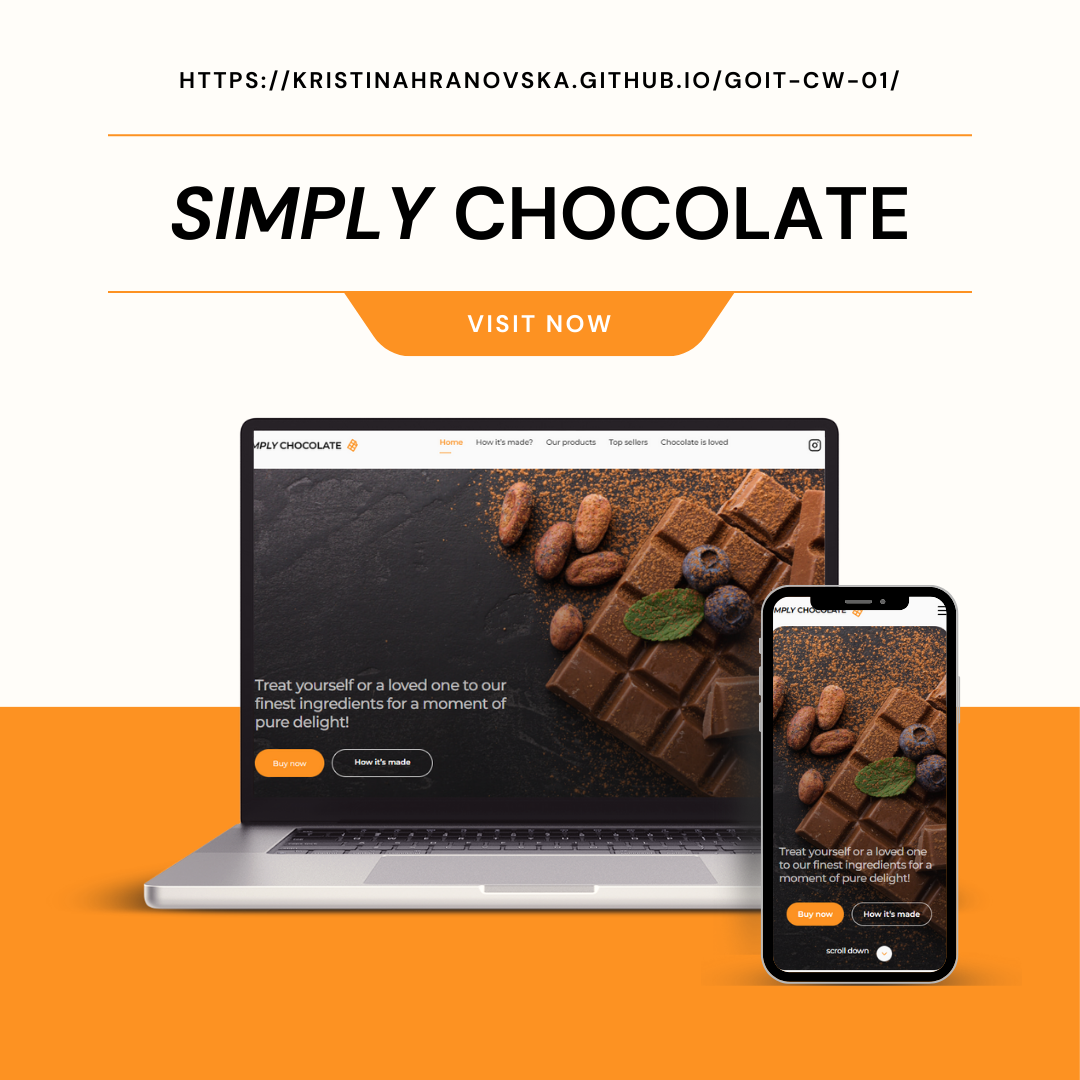 HTTPS://KRISTINAHRANOVSKA.GITHUB.IO/GOIT-CW-01/
SIMPLY CHOCOLATE
VISIT NOW
MPLY CHOCOLATE
Home How it's made? Our products Top sellers Chocolate is loved
Treat yourself or a loved one to our
finest ingredients for a moment of
pure delight!
Buy now How it's made
MPLY CHOCOLATE
Treat yourself or a loved one
to our finest ingredients for a
moment of pure delight!
Buy now How it's made
scroll down